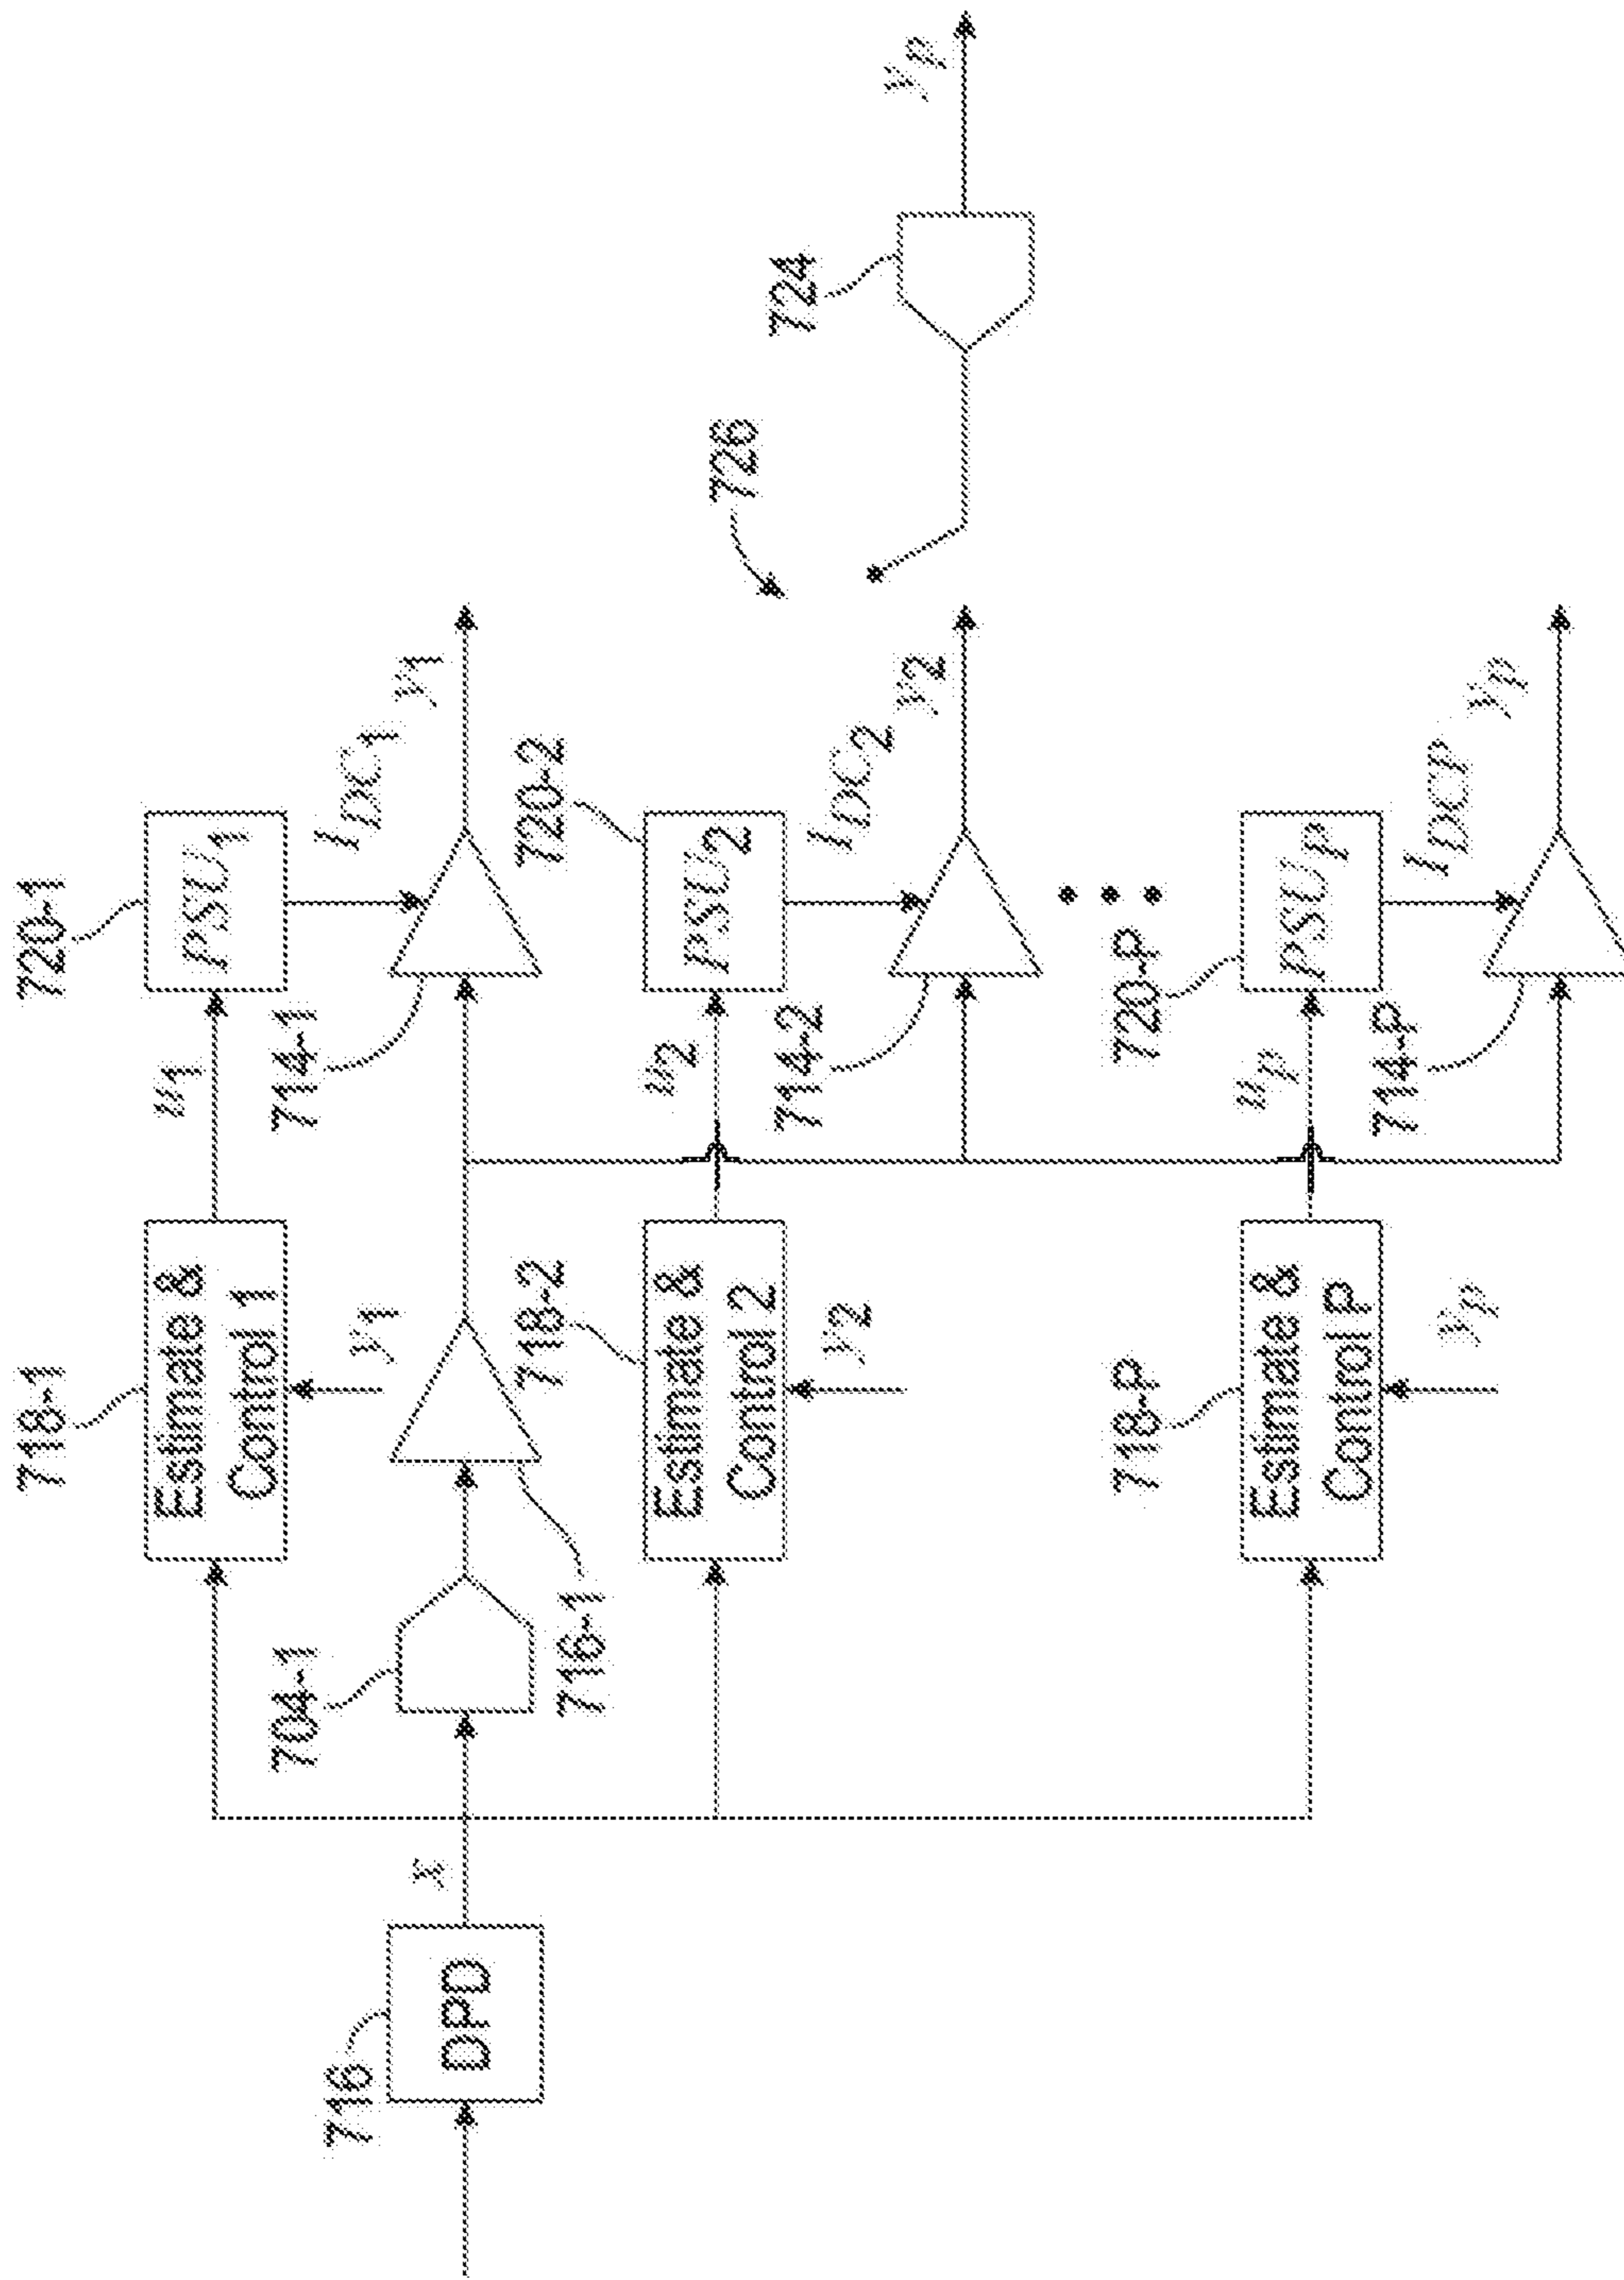 716
DPD
x
704-1
716-1
718-1
Estimate &
Control 1
y1
u1
720-1
PSU1
714-1
IDC1
y1
718-2
Estimate &
Control 2
y2
u2
720-2
PSU2
714-2
IDC2
y2
718-P
Estimate &
Control P
yp
up
720-P
PSUp
714-P
IDCP
yp
726
724
yp